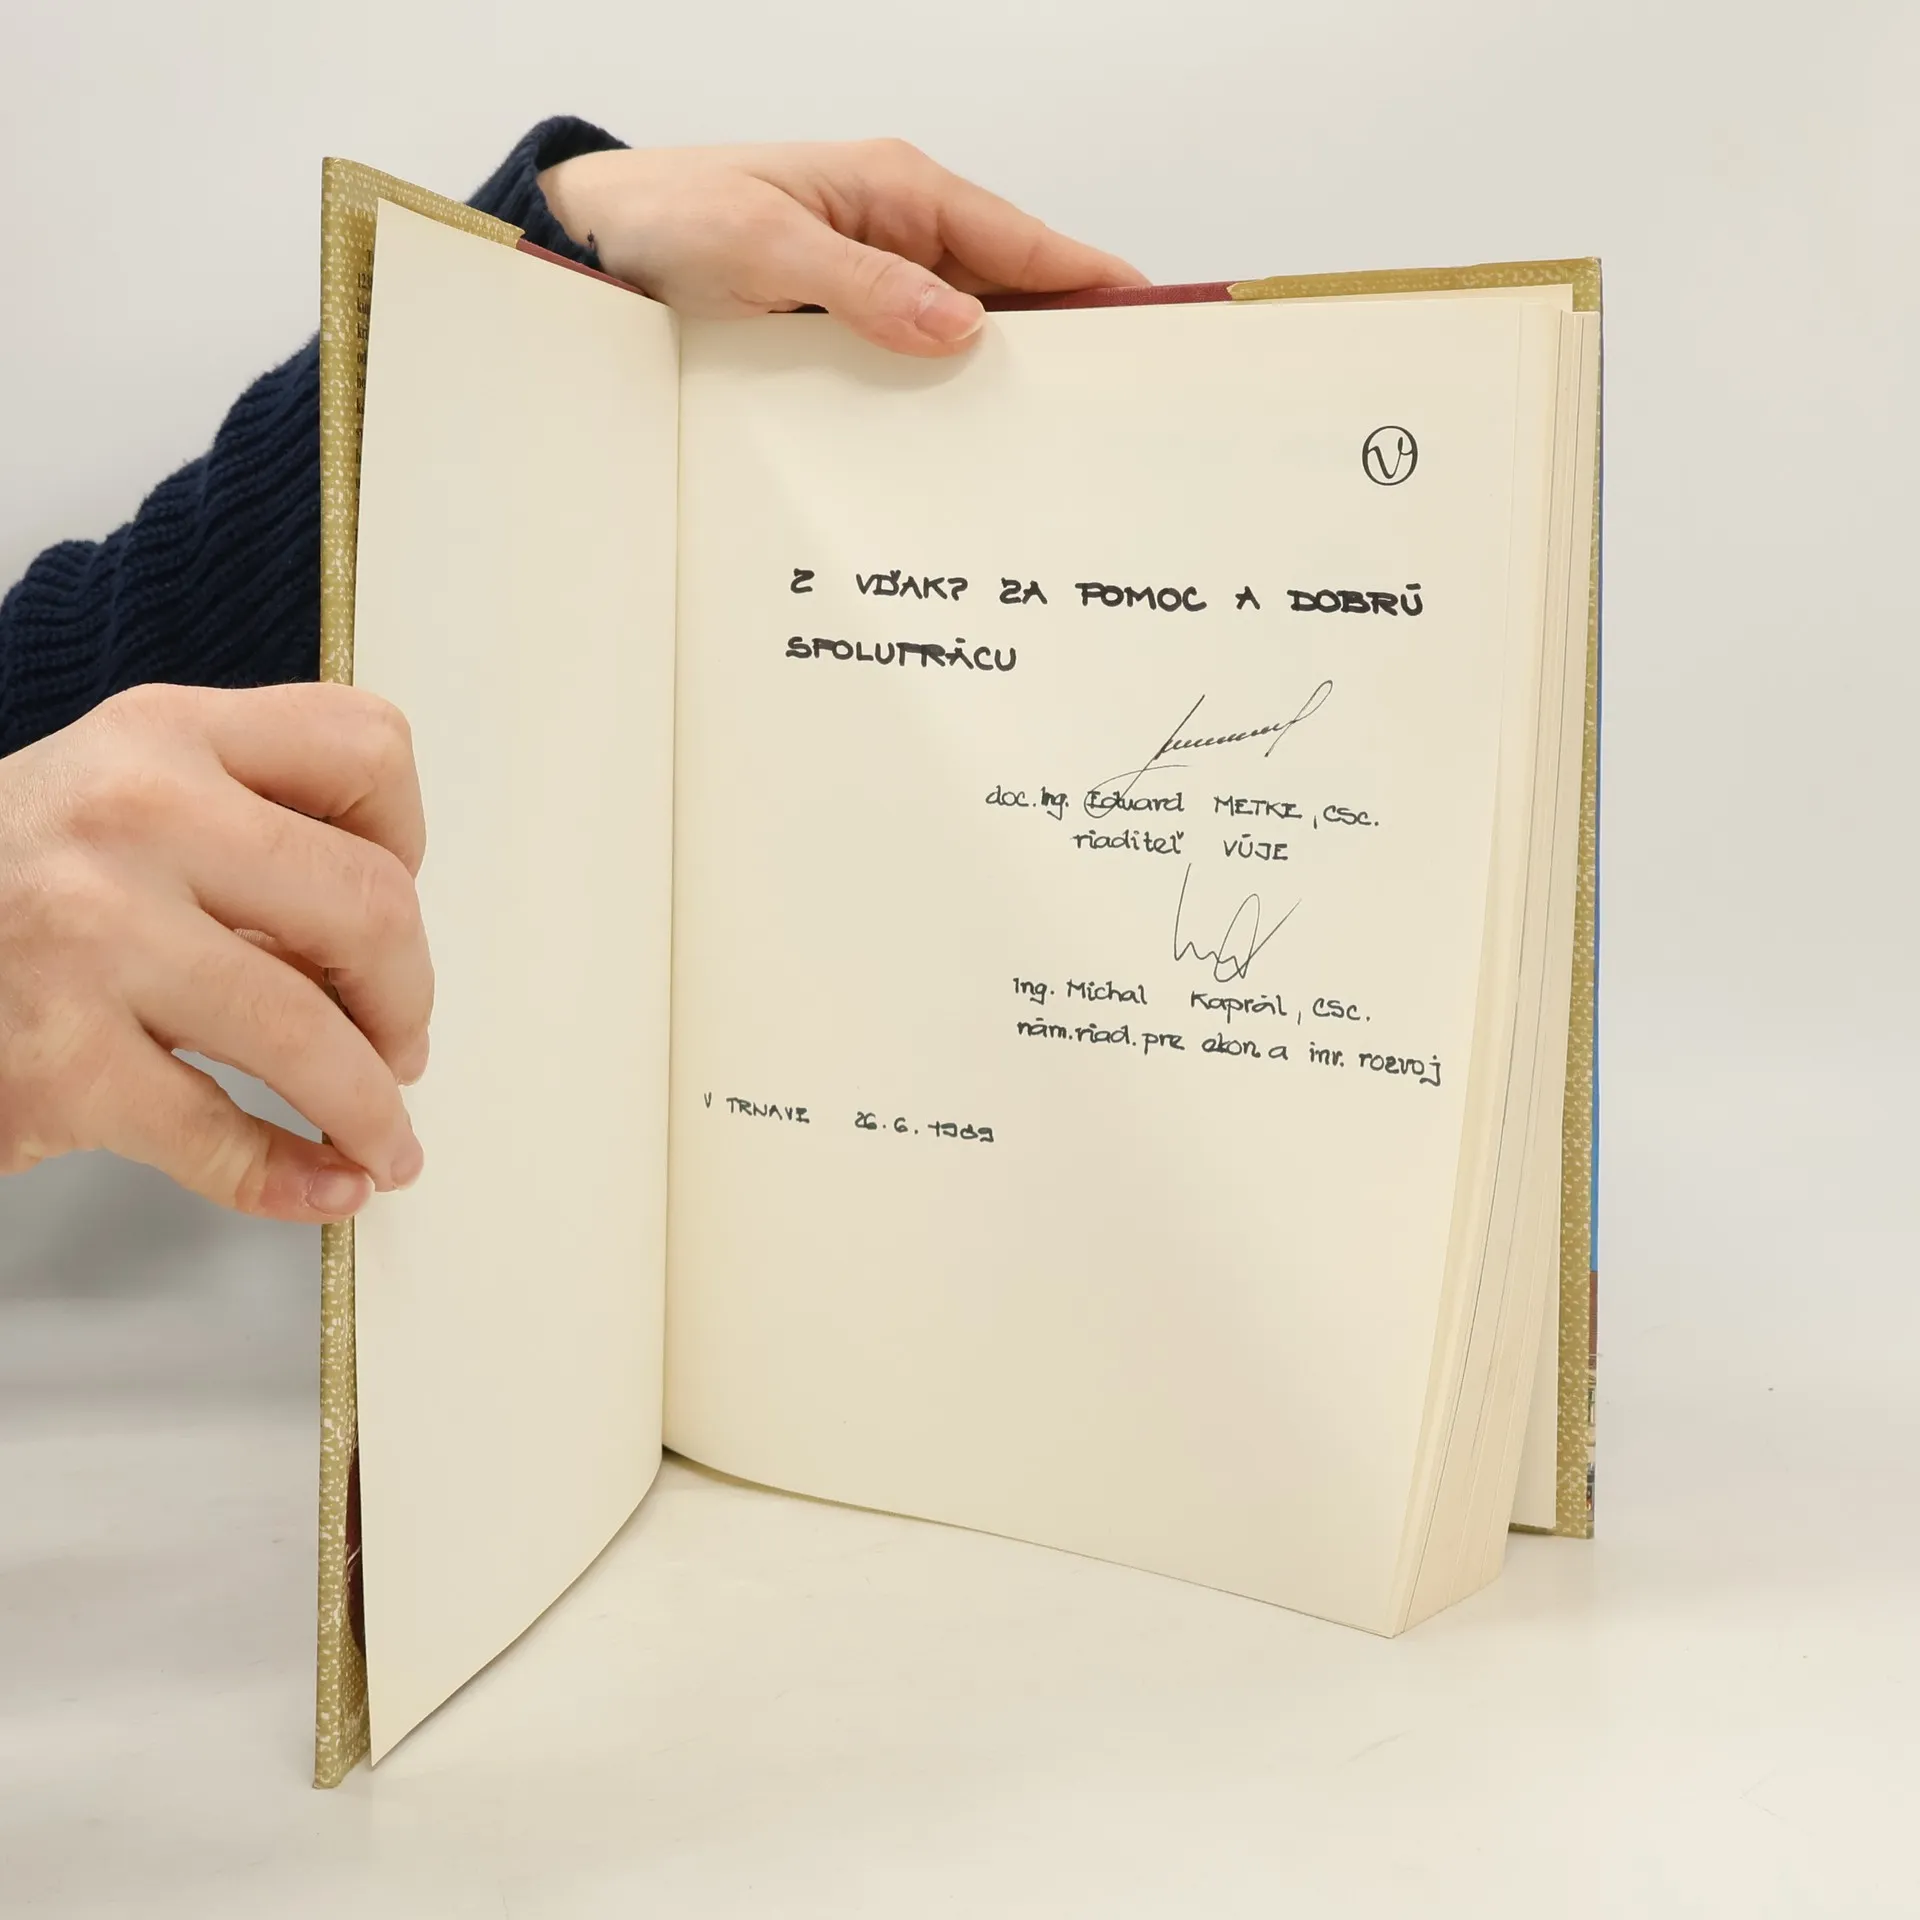 Z VĎAKY ZA POMOC A DOBRÚ
SPOLUPRÁCU
doc. Ing. Eduard METKE, CSc.
riaditeľ VÚJE
Ing. Michal Kaprál, CSc.
nám. riad. pre ekon. a inv. rozvoj
V TRNAVE 26. 6. 1989